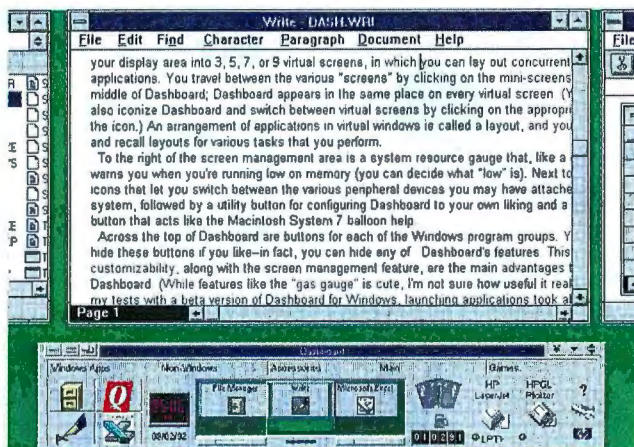 Write - DASH.WRI
File Edit Find Character Paragraph Document Help
File
your display area into 3, 5, 7, or 9 virtual screens, in which you can lay out concurrent
applications. You travel between the various "screens" by clicking on the mini-screens
middle of Dashboard; Dashboard appears in the same place on every virtual screen (Y
also iconize Dashboard and switch between virtual screens by clicking on the appropri
the icon.) An arrangement of applications in virtual windows is called a layout, and you
and recall layouts for various tasks that you perform.
To the right of the screen management area is a system resource gauge that, like a
warns you when you're running low on memory (you can decide what "low" is). Next to
icons that let you switch between the various peripheral devices you may have attache
system, followed by a utility button for configuring Dashboard to your own liking and a
button that acts like the Macintosh System 7 balloon help
Across the top of Dashboard are buttons for each of the Windows program groups. Y
hide these buttons if you like–in fact, you can hide any of Dashboard's features. This
customizability, along with the screen management feature, are the main advantages t
Dashboard (While features like the "gas gauge" is cute, I'm not sure how useful it real
my tests with a beta version of Dashboard for Windows, launching applications took al
Page 1
Dashboard
Windows Apps Non-Windows Accessories Main Games
File Manager Write Microsoft Excel
HP LaserJet HPGL Plotter ?
Q
09/02/92
LPT1